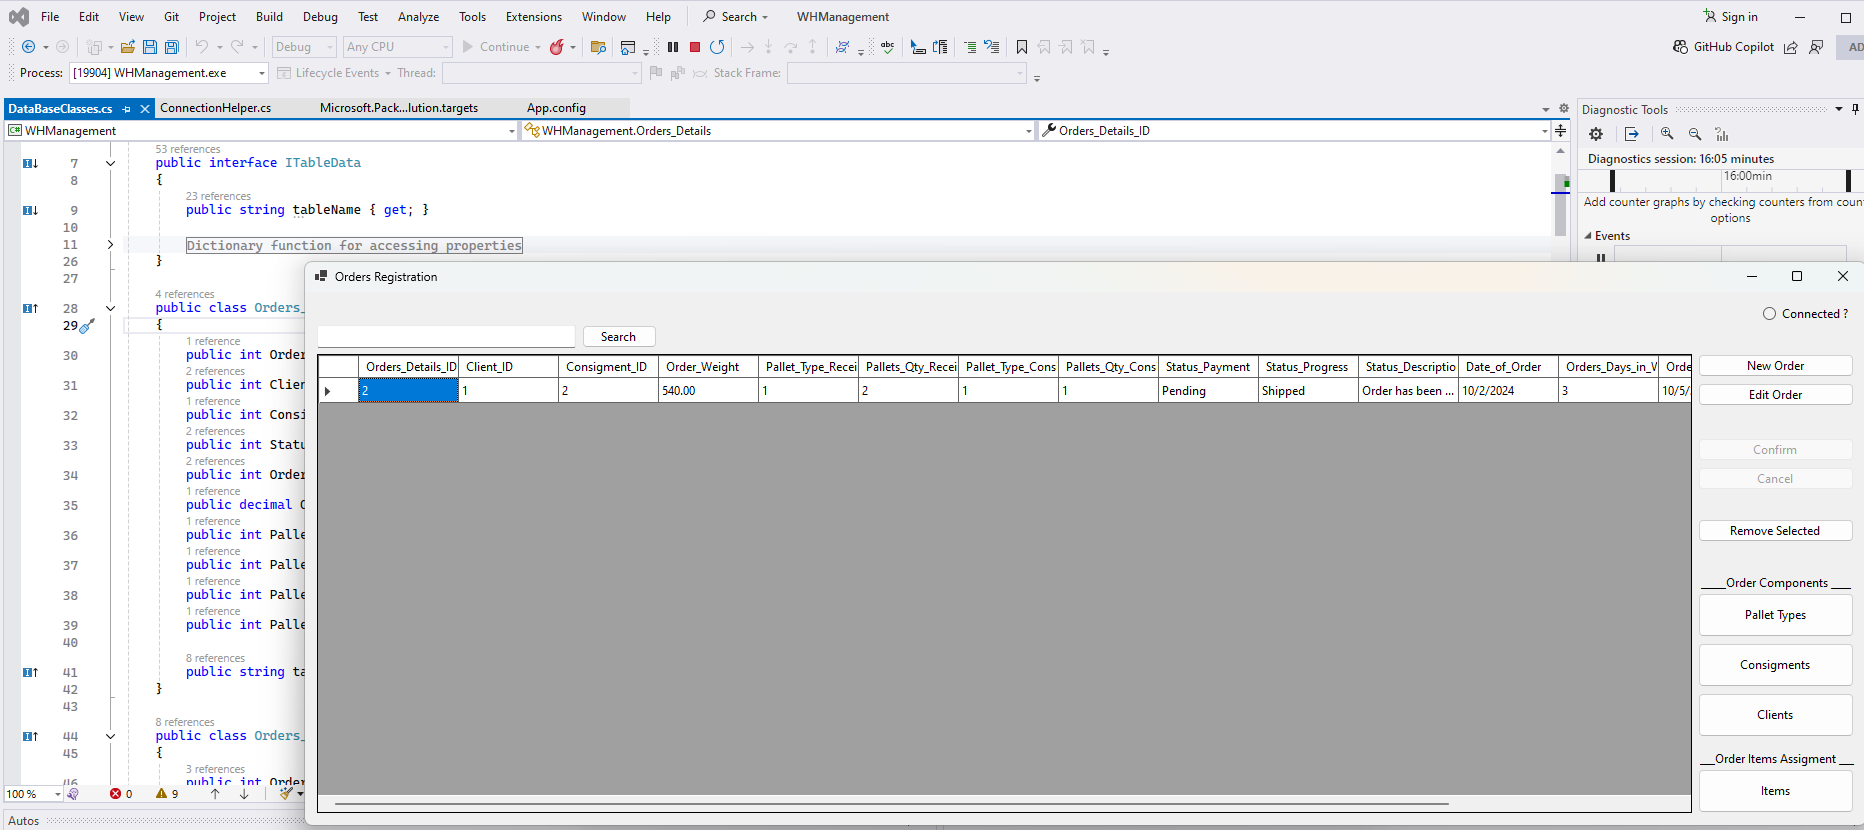 File Edit View Git Project Build Debug Test Analyze Tools Extensions Window Help Search WHManagement Sign in
Debug Any CPU Continue abc GitHub Copilot AD
Process: [19904] WHManagement.exe Lifecycle Events Thread: Stack Frame:
DataBaseClasses.cs ConnectionHelper.cs Microsoft.Pack...lution.targets App.config
C# WHManagement WHManagement.Orders_Details Orders_Details_ID
Diagnostic Tools
Diagnostics session: 16:05 minutes
16:00min
Add counter graphs by checking counters from coun
options
Events
53 references
7 public interface ITableData
8 {
23 references
9 public string tableName { get; }
10
11 Dictionary function for accessing properties
26 }
27
4 references
28 public class Orders_
29 {
1 reference
30 public int Order
2 references
31 public int Clien
1 reference
32 public int Consi
2 references
33 public int Statu
2 references
34 public int Order
1 reference
35 public decimal O
1 reference
36 public int Palle
1 reference
37 public int Palle
1 reference
38 public int Palle
1 reference
39 public int Palle
40
8 references
41 public string ta
42 }
43
8 references
44 public class Orders_
45 {
3 references
46 public int Order
100 % 0 9
Autos
Orders Registration
Connected ?
Search
Orders_Details_ID Client_ID Consigment_ID Order_Weight Pallet_Type_Recei Pallets_Qty_Recei Pallet_Type_Cons Pallets_Qty_Cons Status_Payment Status_Progress Status_Descriptio Date_of_Order Orders_Days_in_W Orde
2 1 2 540.00 1 2 1 1 Pending Shipped Order has been ... 10/2/2024 3 10/5/
New Order
Edit Order
Confirm
Cancel
Remove Selected
____Order Components____
Pallet Types
Consigments
Clients
__Order Items Assigment__
Items